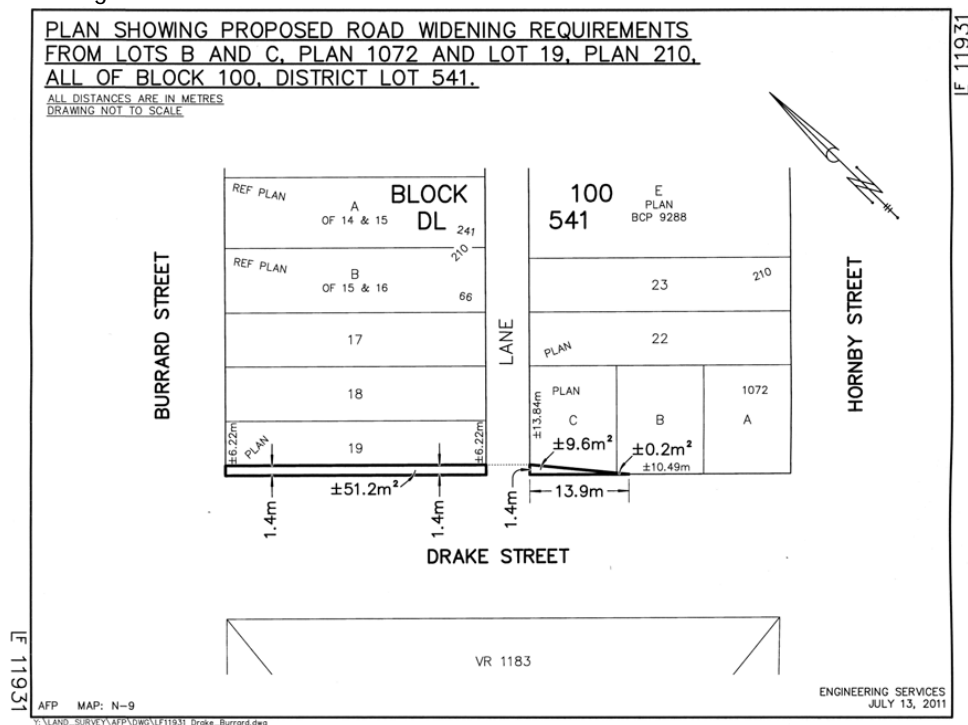 PLAN SHOWING PROPOSED ROAD WIDENING REQUIREMENTS
FROM LOTS B AND C, PLAN 1072 AND LOT 19, PLAN 210,
ALL OF BLOCK 100, DISTRICT LOT 541.
ALL DISTANCES ARE IN METRES
DRAWING NOT TO SCALE
LF 11931
BURRARD STREET
REF PLAN
A
OF 14 & 15
BLOCK
DL
241
210
REF PLAN
B
OF 15 & 16
66
17
18
PLAN
19
±6.22m
±6.22m
±51.2m²
1.4m
1.4m
LANE
100
541
E
PLAN
BCP 9288
23
210
PLAN
22
PLAN
C
B
1072
A
±13.84m
±9.6m²
±0.2m²
±10.49m
1.4m
13.9m
HORNBY STREET
DRAKE STREET
VR 1183
LF 11931
AFP MAP: N-9
ENGINEERING SERVICES
JULY 13, 2011
Y:\LAND_SURVEY\AFP\DWG\LF11931_Drake_Burrard.dwg